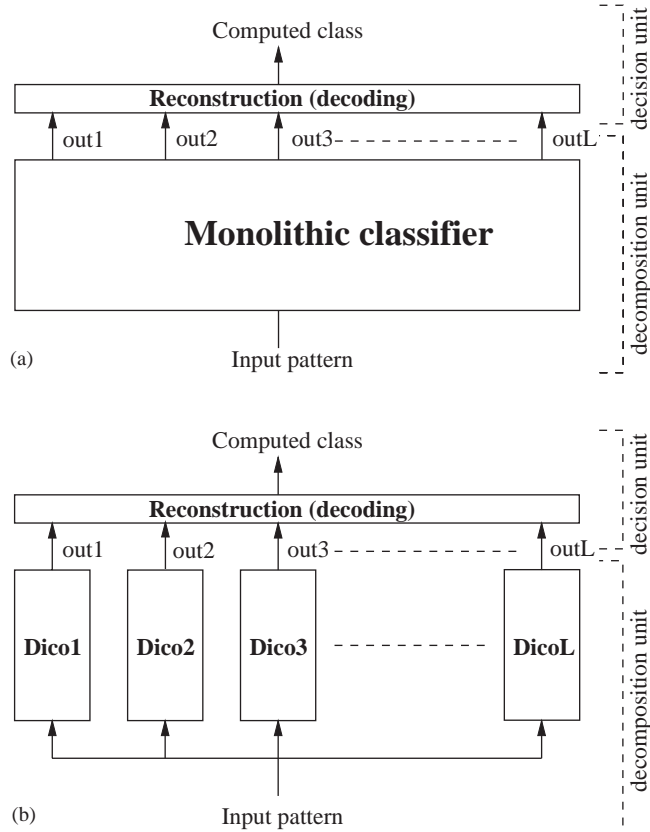 Computed class
Reconstruction (decoding)
out1 out2 out3 outL
Monolithic classifier
Input pattern
(a)
decision unit
decomposition unit
Computed class
Reconstruction (decoding)
out1 out2 out3 outL
Dico1 Dico2 Dico3 DicoL
Input pattern
(b)
decision unit
decomposition unit